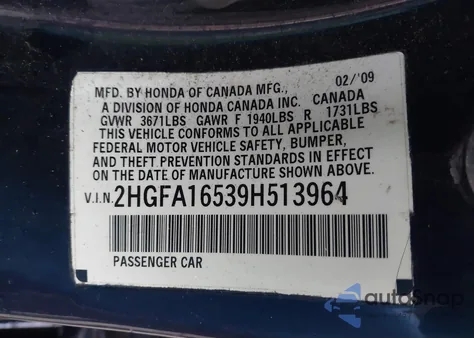 MFD. BY HONDA OF CANADA MFG., 02/'09
A DIVISION OF HONDA CANADA INC. CANADA
GVWR 3671LBS GAWR F 1940LBS R 1731LBS
THIS VEHICLE CONFORMS TO ALL APPLICABLE
FEDERAL MOTOR VEHICLE SAFETY, BUMPER,
AND THEFT PREVENTION STANDARDS IN EFFECT
ON THE DATE OF MANUFACTURE SHOWN ABOVE.
V.I.N.2HGFA16539H513964
PASSENGER CAR
autoSnap